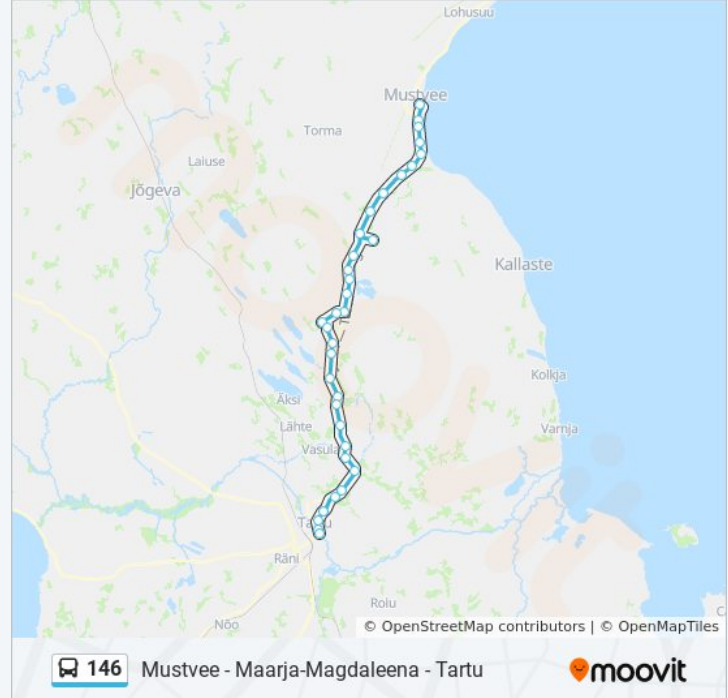 Lohusuu
Mustvee
Torma
Laiuse
Jõgeva
Kallaste
Kolkja
Äksi
Lähte
Varnja
Vasula
Räni
Roiu
Nõo
© OpenStreetMap contributors | © OpenMapTiles
146 Mustvee - Maarja-Magdaleena - Tartu
moovit